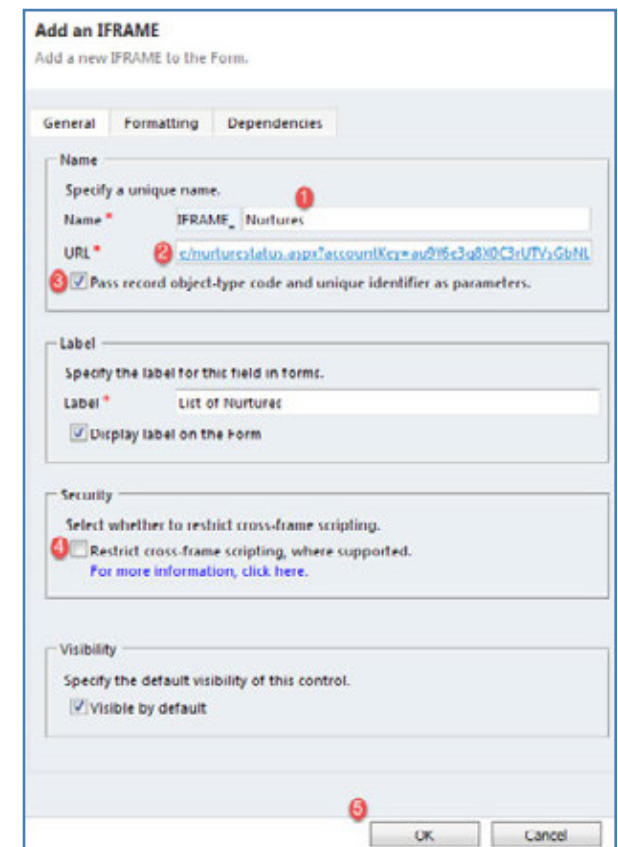 Add an IFRAME
Add a new IFRAME to the Form.
General Formatting Dependencies
Name
Specify a unique name.
1
Name * IFRAME_ Nurtures
URL * 2 e/nurturestatus.aspx?accountKey=
3 Pass record object-type code and unique identifier as parameters.
Label
Specify the label for this field in forms.
Label * List of Nurtures
Display label on the Form
Security
Select whether to restrict cross-frame scripting.
4 Restrict cross-frame scripting, where supported.
For more information, click here.
Visibility
Specify the default visibility of this control.
Visible by default
5
OK Cancel